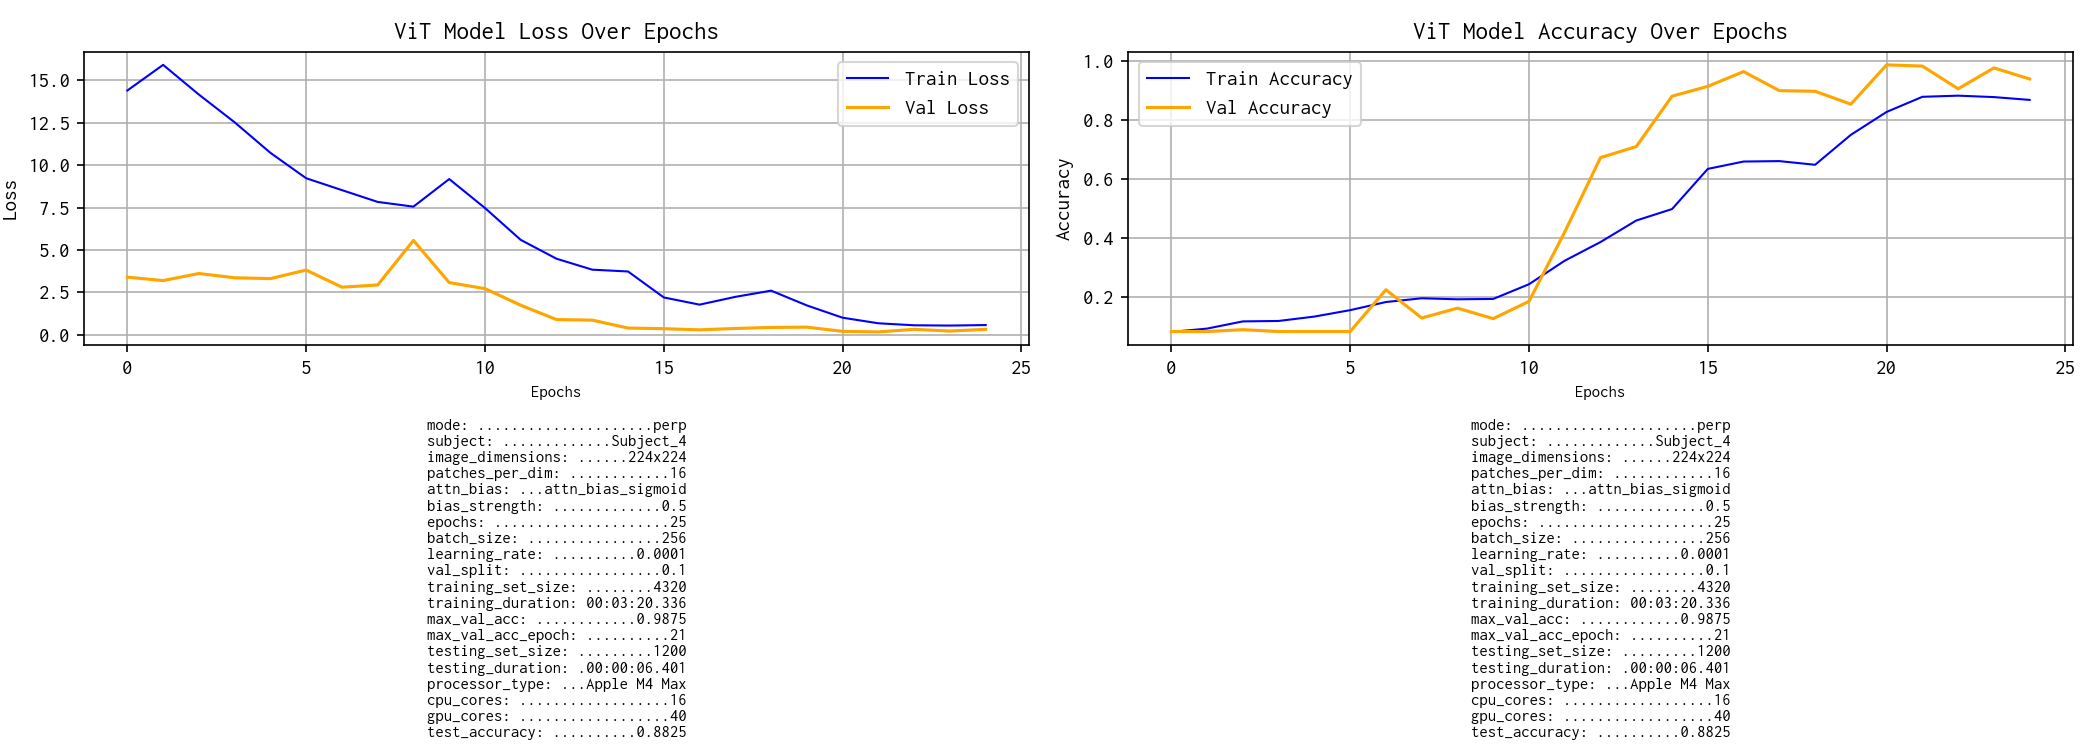 ViT Model Loss Over Epochs
Train Loss
Val Loss
Loss
15.0
12.5
10.0
7.5
5.0
2.5
0.0
0 5 10 15 20 25
Epochs
mode: .....................perp
subject: .............Subject_4
image_dimensions: ......224x224
patches_per_dim: ............16
attn_bias: ...attn_bias_sigmoid
bias_strength: .............0.5
epochs: .....................25
batch_size: ................256
learning_rate: ..........0.0001
val_split: .................0.1
training_set_size: ........4320
training_duration: 00:03:20.336
max_val_acc: ............0.9875
max_val_acc_epoch: ..........21
testing_set_size: .........1200
testing_duration: .00:00:06.401
processor_type: ...Apple M4 Max
cpu_cores: ..................16
gpu_cores: ..................40
test_accuracy: ..........0.8825
ViT Model Accuracy Over Epochs
Train Accuracy
Val Accuracy
Accuracy
1.0
0.8
0.6
0.4
0.2
0 5 10 15 20 25
Epochs
mode: .....................perp
subject: .............Subject_4
image_dimensions: ......224x224
patches_per_dim: ............16
attn_bias: ...attn_bias_sigmoid
bias_strength: .............0.5
epochs: .....................25
batch_size: ................256
learning_rate: ..........0.0001
val_split: .................0.1
training_set_size: ........4320
training_duration: 00:03:20.336
max_val_acc: ............0.9875
max_val_acc_epoch: ..........21
testing_set_size: .........1200
testing_duration: .00:00:06.401
processor_type: ...Apple M4 Max
cpu_cores: ..................16
gpu_cores: ..................40
test_accuracy: ..........0.8825